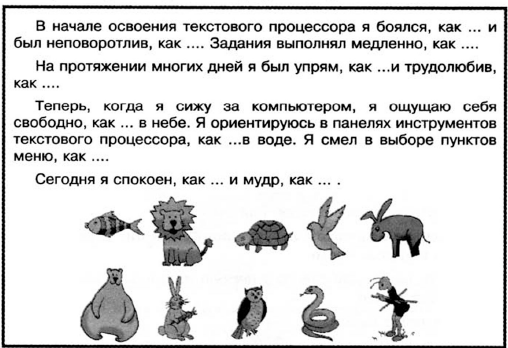 В начале освоения текстового процессора я боялся, как ... и
был неповоротлив, как .... Задания выполнял медленно, как ....
На протяжении многих дней я был упрям, как ...и трудолюбив,
как ....
Теперь, когда я сижу за компьютером, я ощущаю себя
свободно, как ... в небе. Я ориентируюсь в панелях инструментов
текстового процессора, как ...в воде. Я смел в выборе пунктов
меню, как ....
Сегодня я спокоен, как ... и мудр, как ... .